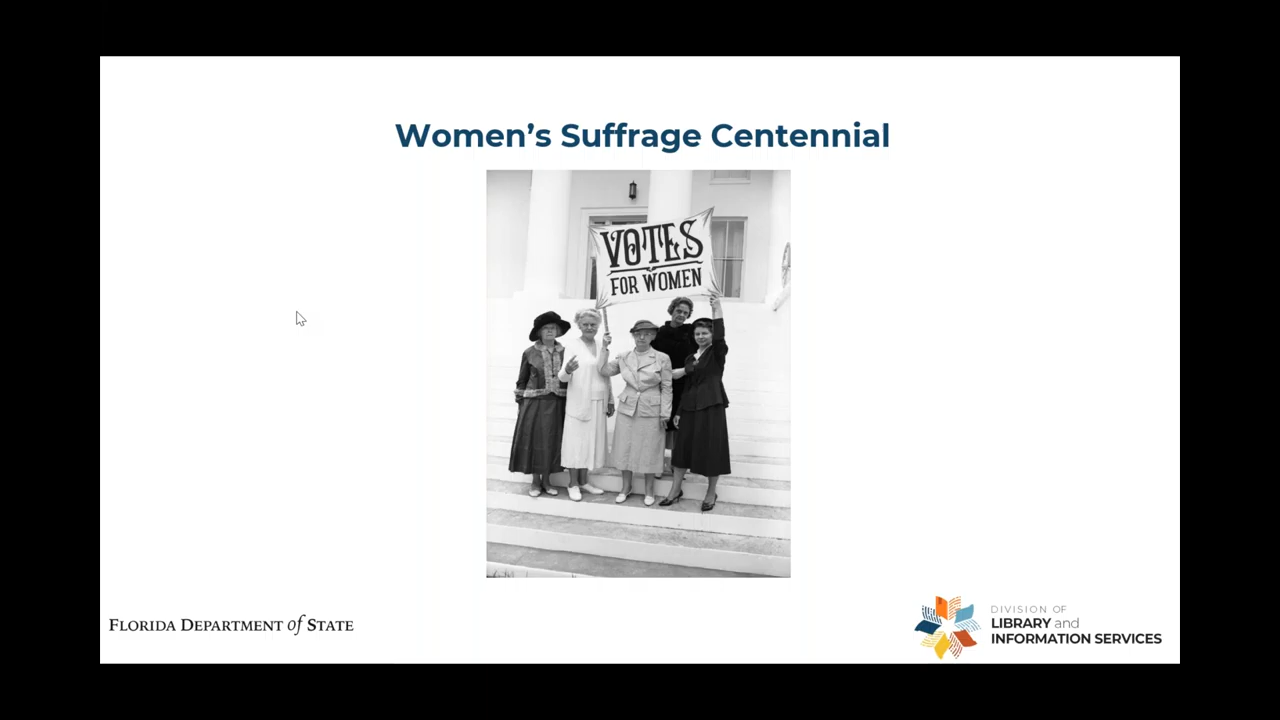 Women's Suffrage Centennial
VOTES
FOR WOMEN
FLORIDA DEPARTMENT of STATE
DIVISION OF
LIBRARY and
INFORMATION SERVICES